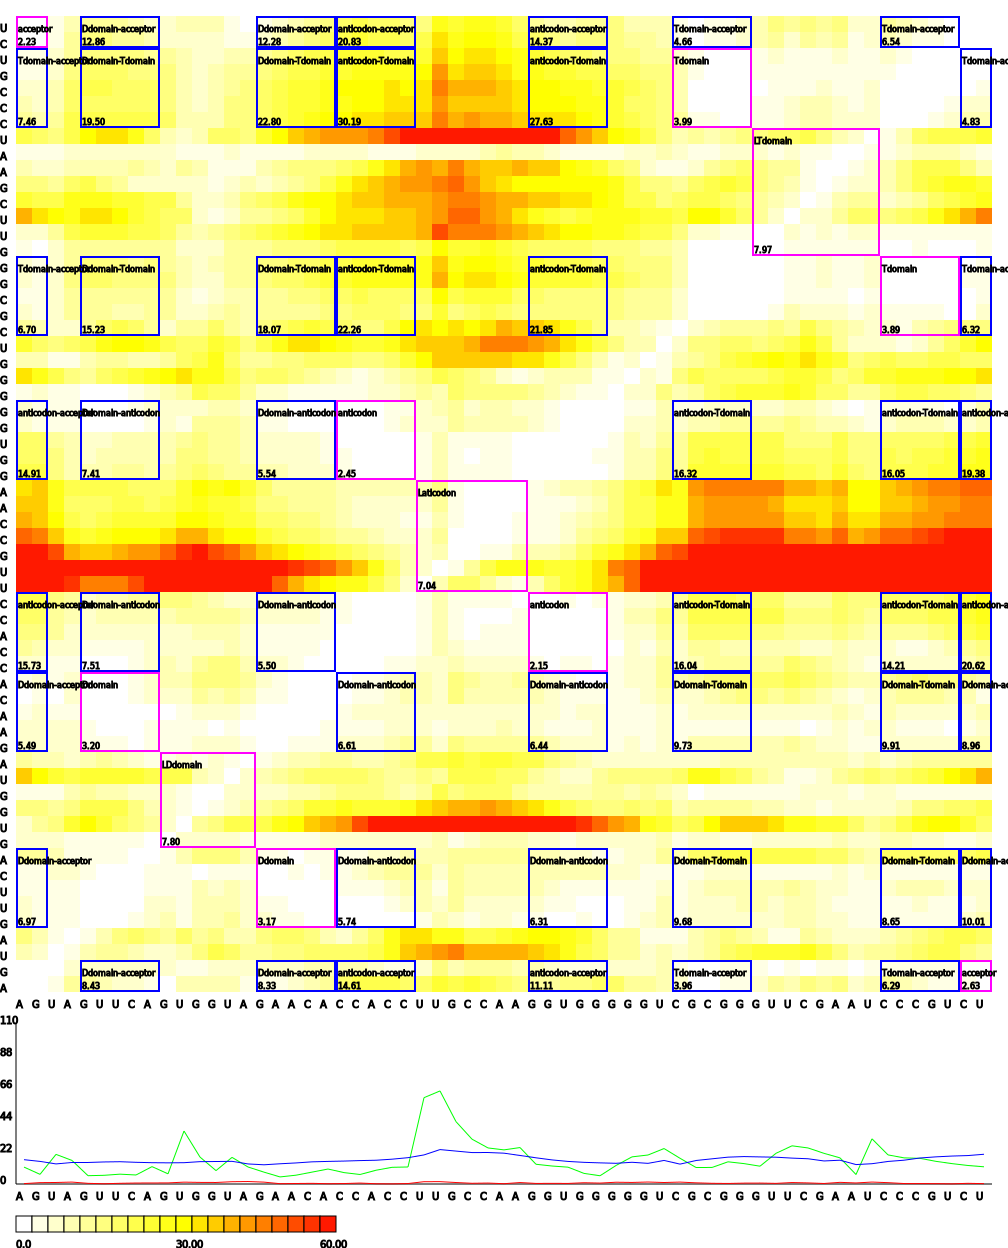 U acceptor Ddomain-acceptor Ddomain-acceptor anticodon-acceptor anticodon-acceptor Tdomain-acceptor Tdomain-acceptor
C 2.23 12.86 12.28 20.83 14.37 4.66 6.54
U Tdomain-acceptor Ddomain-Tdomain Ddomain-Tdomain anticodon-Tdomain anticodon-Tdomain Tdomain Tdomain-ac
G
C
C
C 7.46 19.50 22.80 30.19 27.63 3.99 4.83
U LTdomain
A
A
G
C
U
U
G 7.97
G Tdomain-acceptor Ddomain-Tdomain Ddomain-Tdomain anticodon-Tdomain anticodon-Tdomain Tdomain Tdomain-ac
G
C
G
C 6.70 15.23 18.07 22.26 21.85 3.89 6.32
U
G
G
G
G anticodon-acceptor Ddomain-anticodon Ddomain-anticodon anticodon anticodon-Tdomain anticodon-Tdomain anticodon-a
G
U
G
G 14.91 7.41 5.54 2.45 16.32 16.05 19.38
A Laticodon
A
C
C
G
U
U 7.04
C anticodon-acceptor Ddomain-anticodon Ddomain-anticodon anticodon anticodon-Tdomain anticodon-Tdomain anticodon-a
C
A
C
C 15.73 7.51 5.50 2.15 16.04 14.21 20.62
A Ddomain-acceptor Ddomain Ddomain-anticodon Ddomain-anticodon Ddomain-Tdomain Ddomain-Tdomain Ddomain-ac
C
A
A
G 5.49 3.20 6.61 6.44 9.73 9.91 8.96
A LDdomain
U
G
G
U
G 7.80
A Ddomain-acceptor Ddomain Ddomain-anticodon Ddomain-anticodon Ddomain-Tdomain Ddomain-Tdomain Ddomain-ac
C
U
U
G 6.97 3.17 5.74 6.31 9.68 8.65 10.01
A
U
G Ddomain-acceptor Ddomain-acceptor anticodon-acceptor anticodon-acceptor Tdomain-acceptor Tdomain-acceptor acceptor
A 8.43 8.33 14.61 11.11 3.96 6.29 2.63
A G U A G U U C A G U G G U A G A A C A C C A C C U U G C C A A G G U G G G G G U C G C G G G U U C G A A U C C C G U C U
110
88
66
44
22
0
A G U A G U U C A G U G G U A G A A C A C C A C C U U G C C A A G G U G G G G G U C G C G G G U U C G A A U C C C G U C U
0.0 30.00 60.00